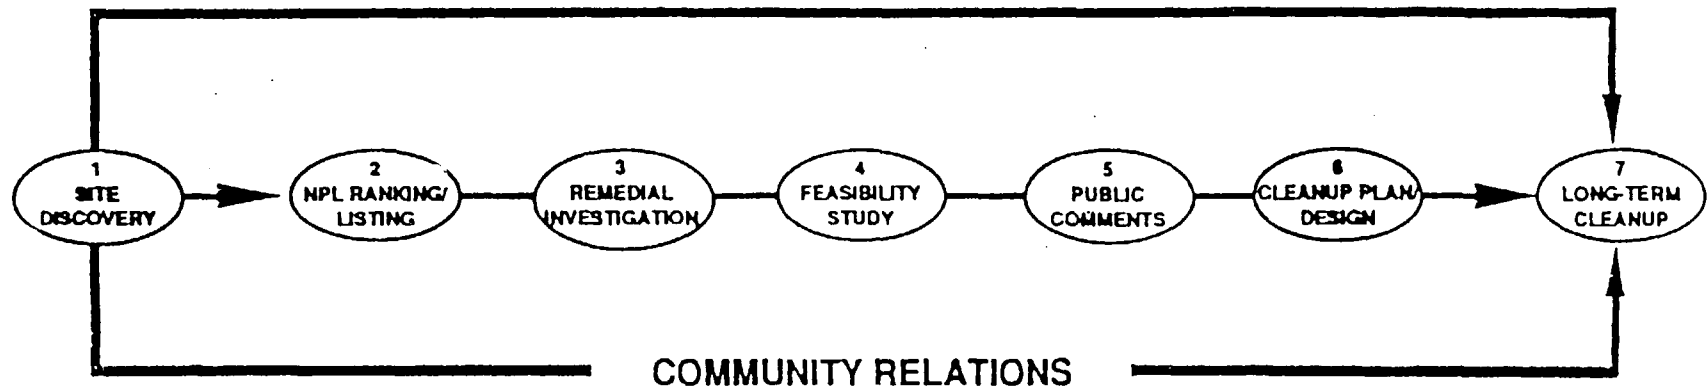 1
SITE
DISCOVERY
2
NPL RANKING/
LISTING
3
REMEDIAL
INVESTIGATION
4
FEASIBILITY
STUDY
5
PUBLIC
COMMENTS
6
CLEANUP PLAN/
DESIGN
7
LONG-TERM
CLEANUP
COMMUNITY RELATIONS